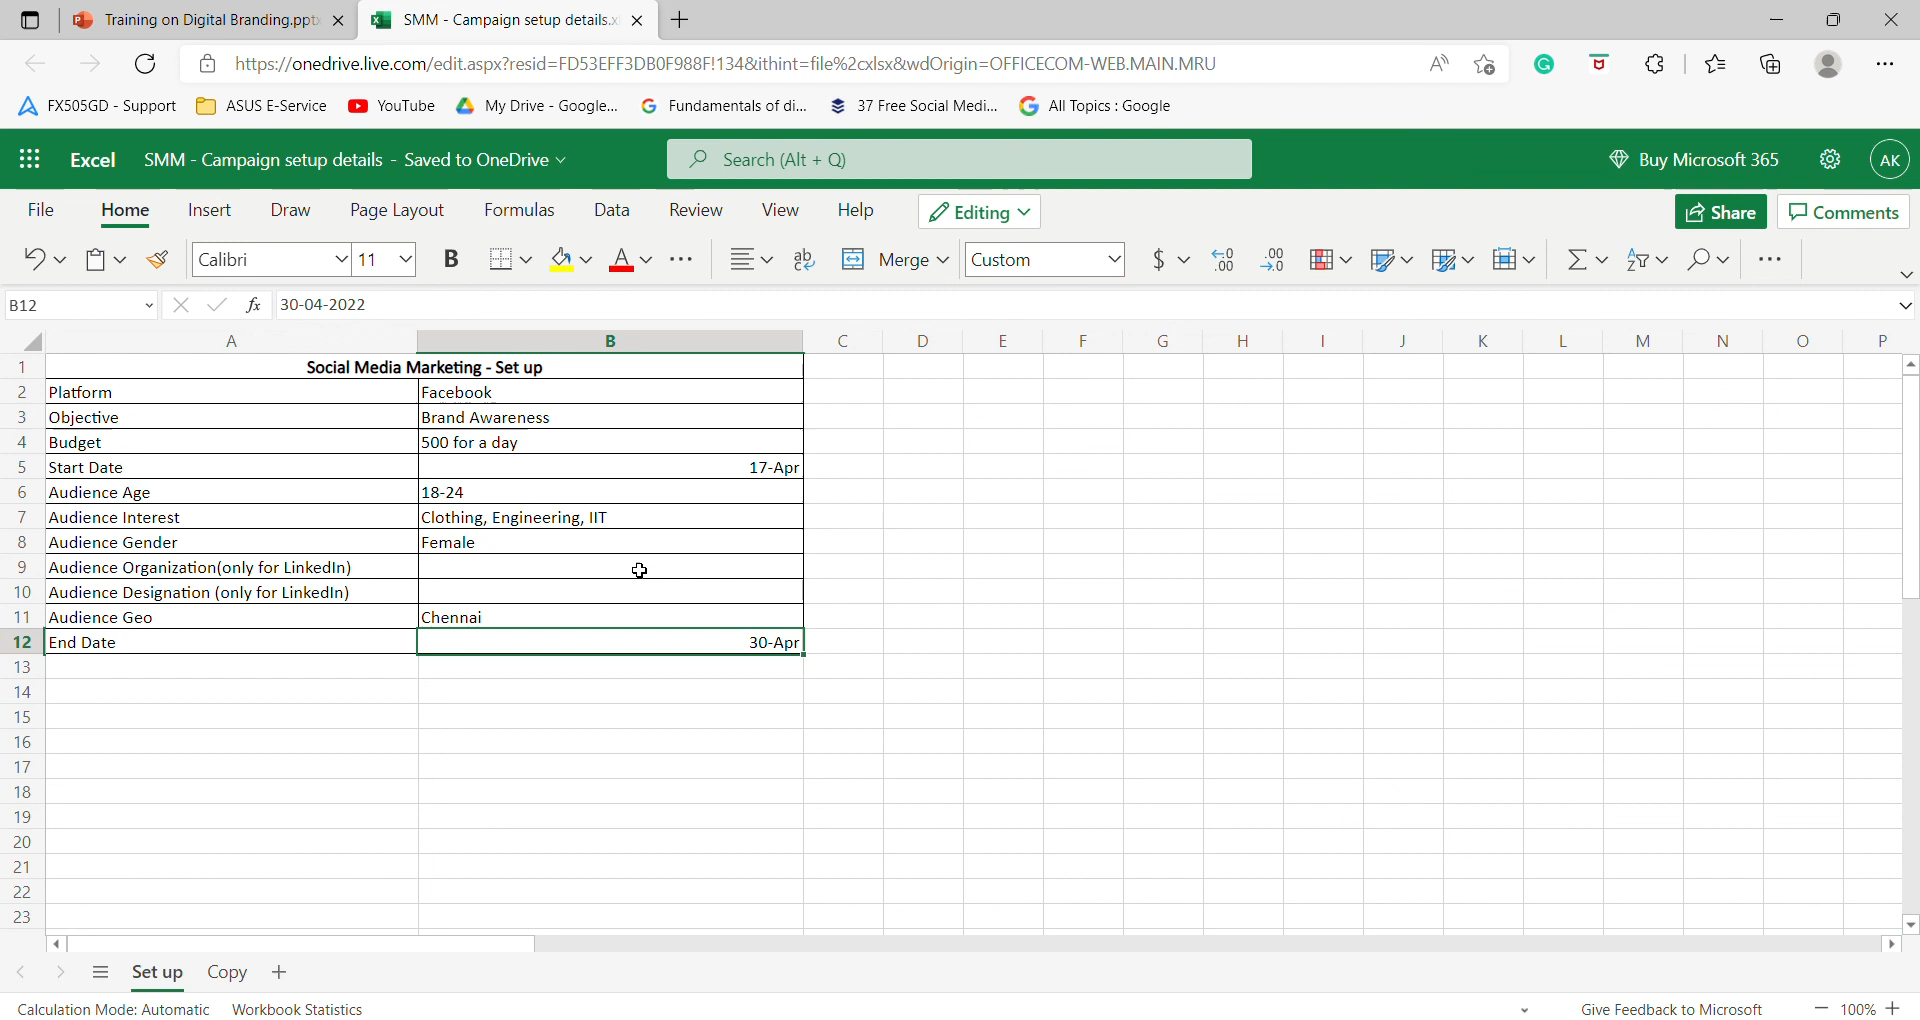 Training on Digital Branding.pptx
SMM - Campaign setup details.xl
https://onedrive.live.com/edit.aspx?resid=FD53EFF3DB0F988F!134&ithint=file%2cxlsx&wdOrigin=OFFICECOM-WEB.MAIN.MRU
FX505GD - Support ASUS E-Service YouTube My Drive - Google... Fundamentals of di... 37 Free Social Medi... All Topics : Google
Excel SMM - Campaign setup details - Saved to OneDrive Search (Alt + Q) Buy Microsoft 365 AK
File Home Insert Draw Page Layout Formulas Data Review View Help Editing Share Comments
Calibri 11 B A ab Merge Custom $ .00 .00
B12 fx 30-04-2022
A B C D E F G H I J K L M N O P
1 Social Media Marketing - Set up
2 Platform Facebook
3 Objective Brand Awareness
4 Budget 500 for a day
5 Start Date 17-Apr
6 Audience Age 18-24
7 Audience Interest Clothing, Engineering, IIT
8 Audience Gender Female
9 Audience Organization(only for LinkedIn)
10 Audience Designation (only for LinkedIn)
11 Audience Geo Chennai
12 End Date 30-Apr
13
14
15
16
17
18
19
20
21
22
23
Set up Copy
Calculation Mode: Automatic Workbook Statistics Give Feedback to Microsoft 100%